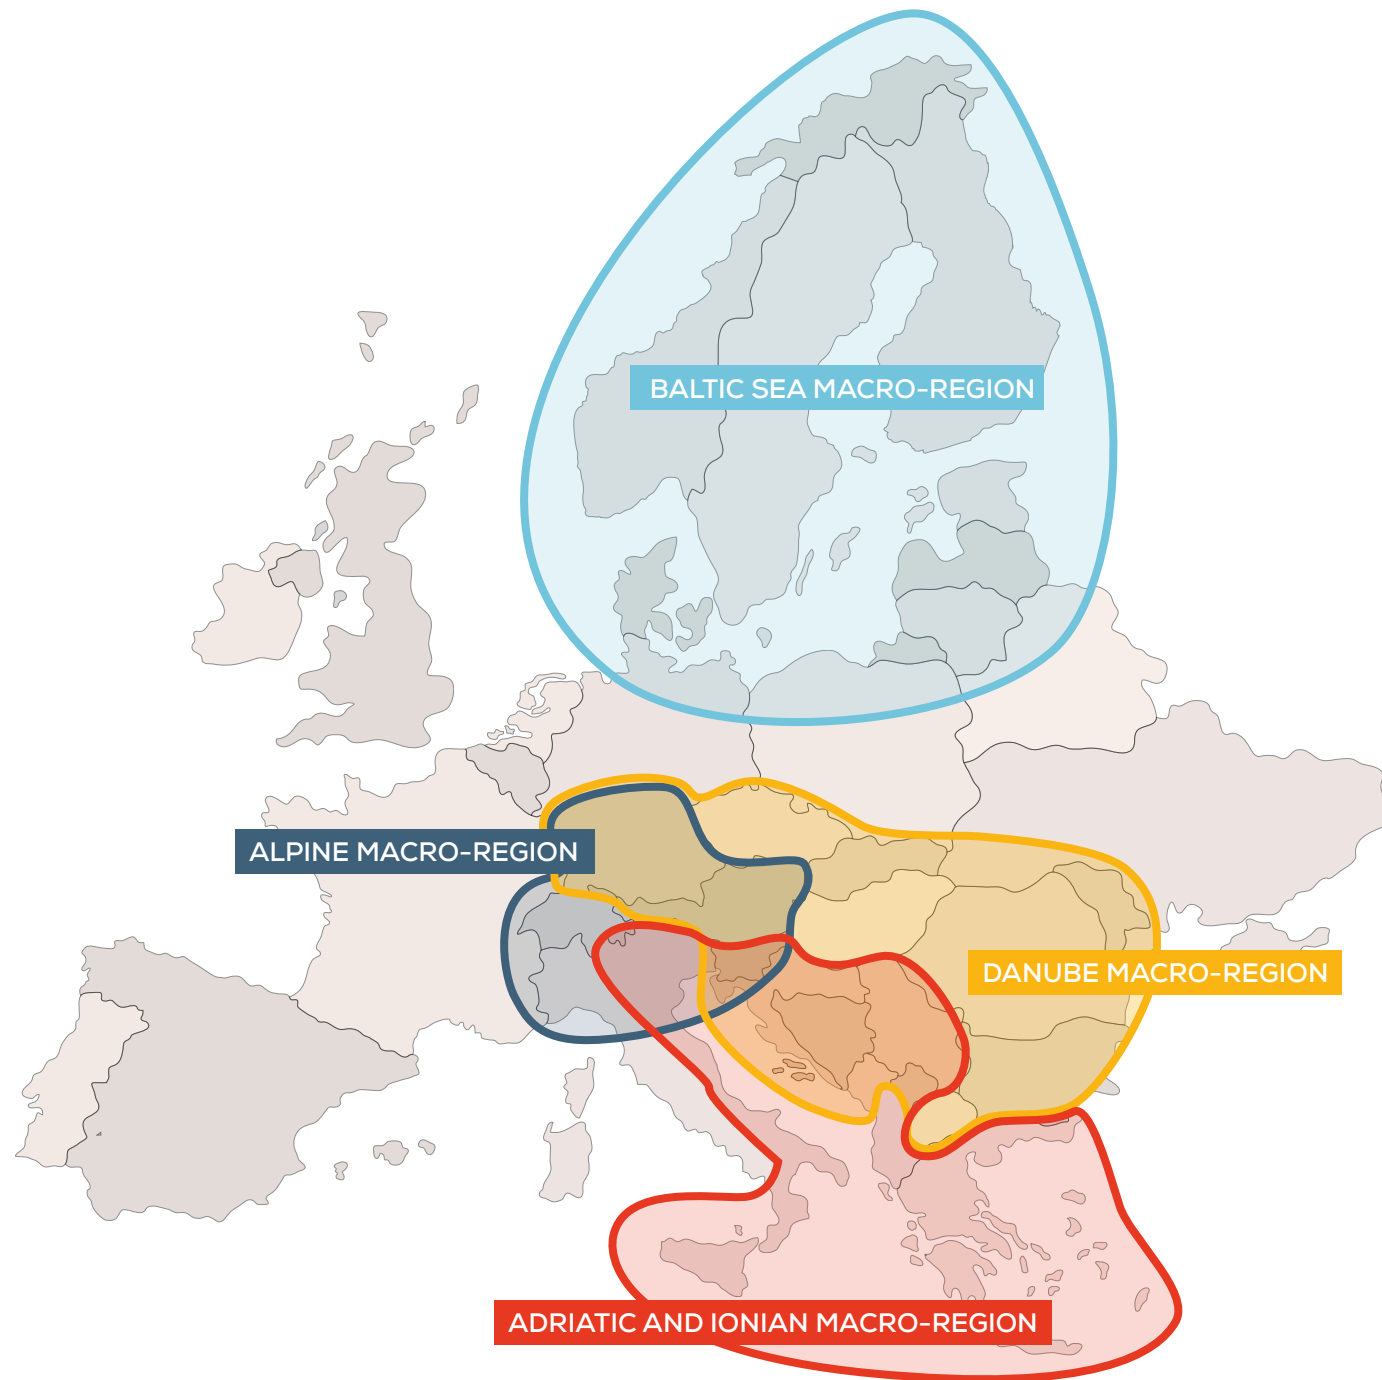 BALTIC SEA MACRO-REGION
ALPINE MACRO-REGION
DANUBE MACRO-REGION
ADRIATIC AND IONIAN MACRO-REGION